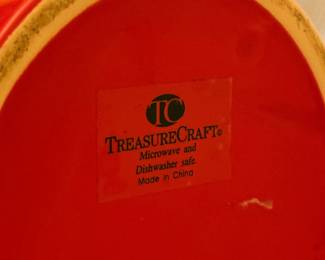 TC
TREASURECRAFT©
Microwave and
Dishwasher safe.
Made in China